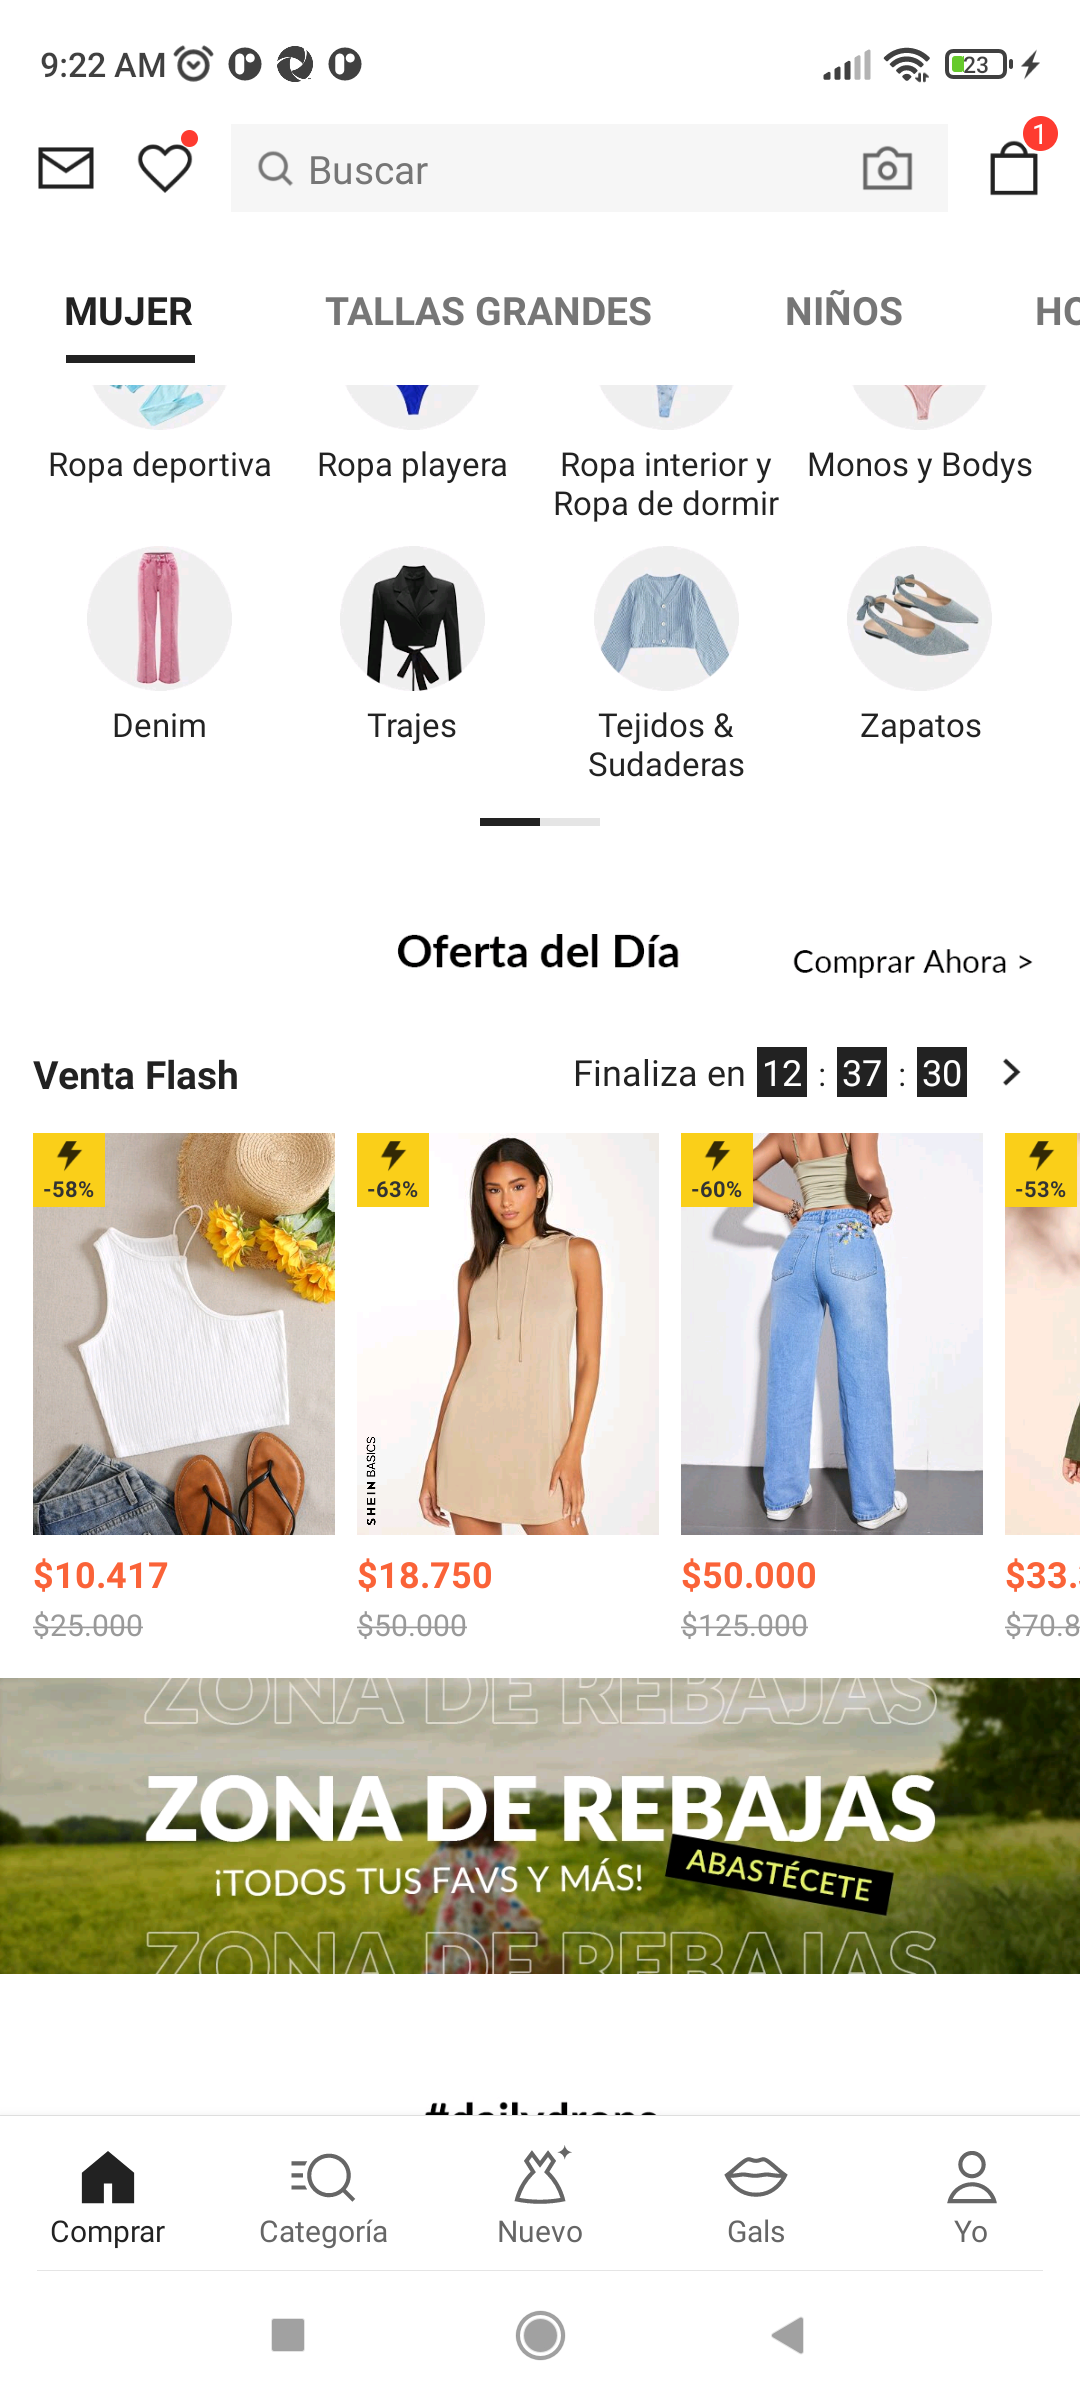 9:22 AM
23
1
Buscar
MUJER
TALLAS GRANDES
NIÑOS
Ropa deportiva
Ropa playera
Ropa interior y
Ropa de dormir
Monos y Bodys
Denim
Trajes
Tejidos &
Sudaderas
Zapatos
Oferta del Día
Comprar Ahora >
Venta Flash
Finaliza en 12 : 37 : 30
-58%
-63%
-60%
-53%
SHEIN BASICS
$10.417
$18.750
$50.000
$33.
$25.000
$50.000
$125.000
$70.8
ZONA DE REBAJAS
ZONA DE REBAJAS
¡TODOS TUS FAVS Y MÁS!
ABASTÉCETE
ZONA DE REBAJAS
#dailydrops
Comprar
Categoría
Nuevo
Gals
Yo